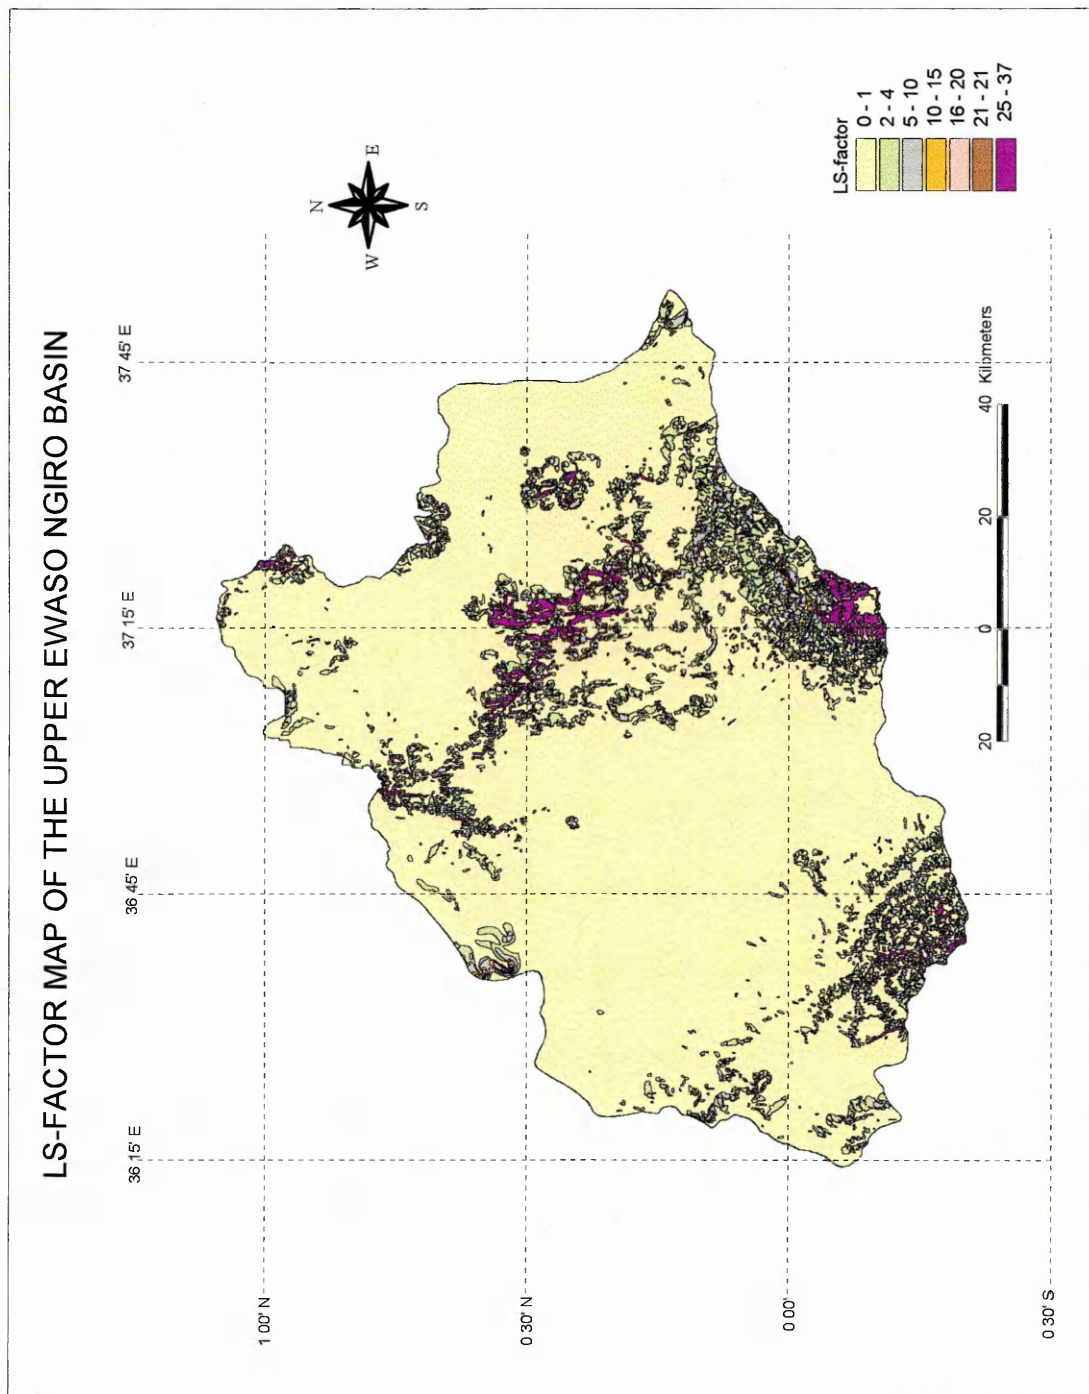 LS-FACTOR MAP OF THE UPPER EWASO NGIRO BASIN
36 15' E
36 45' E
37 15' E
37 45' E
1 00' N
0 30' N
0 00'
0 30' S
N
W
E
S
LS-factor
0 - 1
2 - 4
5 - 10
10 - 15
16 - 20
21 - 21
25 - 37
20
0
20
40 Kilometers